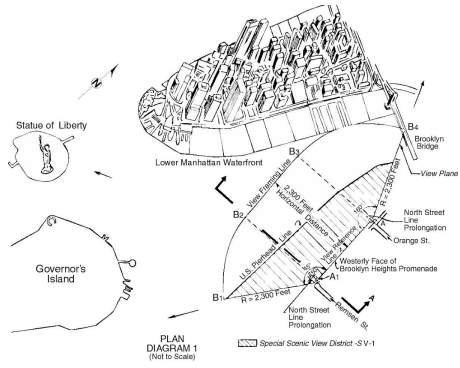 N
Statue of Liberty
Lower Manhattan Waterfront
B4
Brooklyn
Bridge
View Plane
B3
View Framing Line
2,300 Feet
Horizontal Distance
R = 2,300 Feet
B2
North Street
Line
Prolongation
Orange St.
U.S. Pierhead Line
View Reference
Line
Westerly Face of
Brooklyn Heights Promenade
Governor's
Island
B1
R = 2,300 Feet
A1
A
Remsen St.
North Street
Line
Prolongation
PLAN
DIAGRAM 1
(Not to Scale)
Special Scenic View District -S V-1